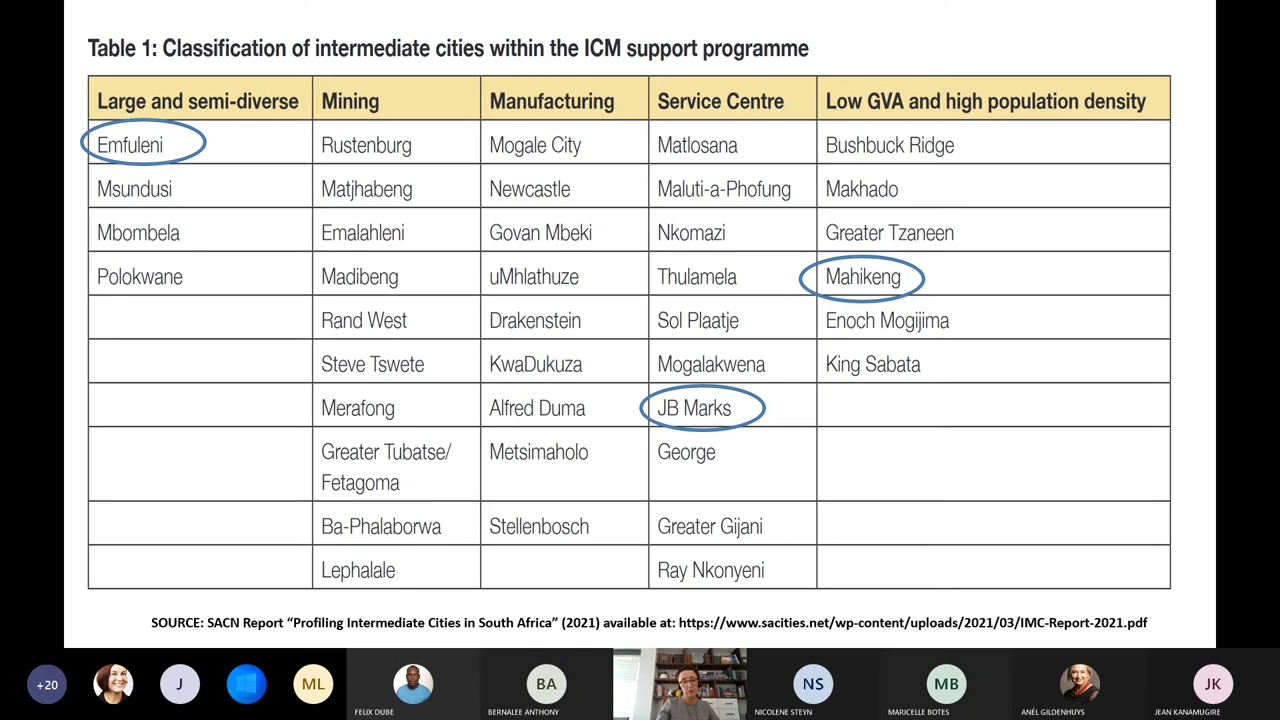 Table 1: Classification of intermediate cities within the ICM support programme
Large and semi-diverse Mining Manufacturing Service Centre Low GVA and high population density
Emfuleni Rustenburg Mogale City Matlosana Bushbuck Ridge
Msundusi Matjhabeng Newcastle Maluti-a-Phofung Makhado
Mbombela Emalahleni Govan Mbeki Nkomazi Greater Tzaneen
Polokwane Madibeng uMhlathuze Thulamela Mahikeng
Rand West Drakenstein Sol Plaatje Enoch Mogijima
Steve Tswete KwaDukuza Mogalakwena King Sabata
Merafong Alfred Duma JB Marks
Greater Tubatse/ Metsimaholo George
Fetagoma
Ba-Phalaborwa Stellenbosch Greater Gijani
Lephalale Ray Nkonyeni
SOURCE: SACN Report “Profiling Intermediate Cities in South Africa” (2021) available at: https://www.sacities.net/wp-content/uploads/2021/03/IMC-Report-2021.pdf
+20 J ML BA NS MB JK
FELIX DUBE BERNALEE ANTHONY NICOLENE STEYN MARICELLE BOTES ANÉL GILDENHUYS JEAN KANAMUGIRE